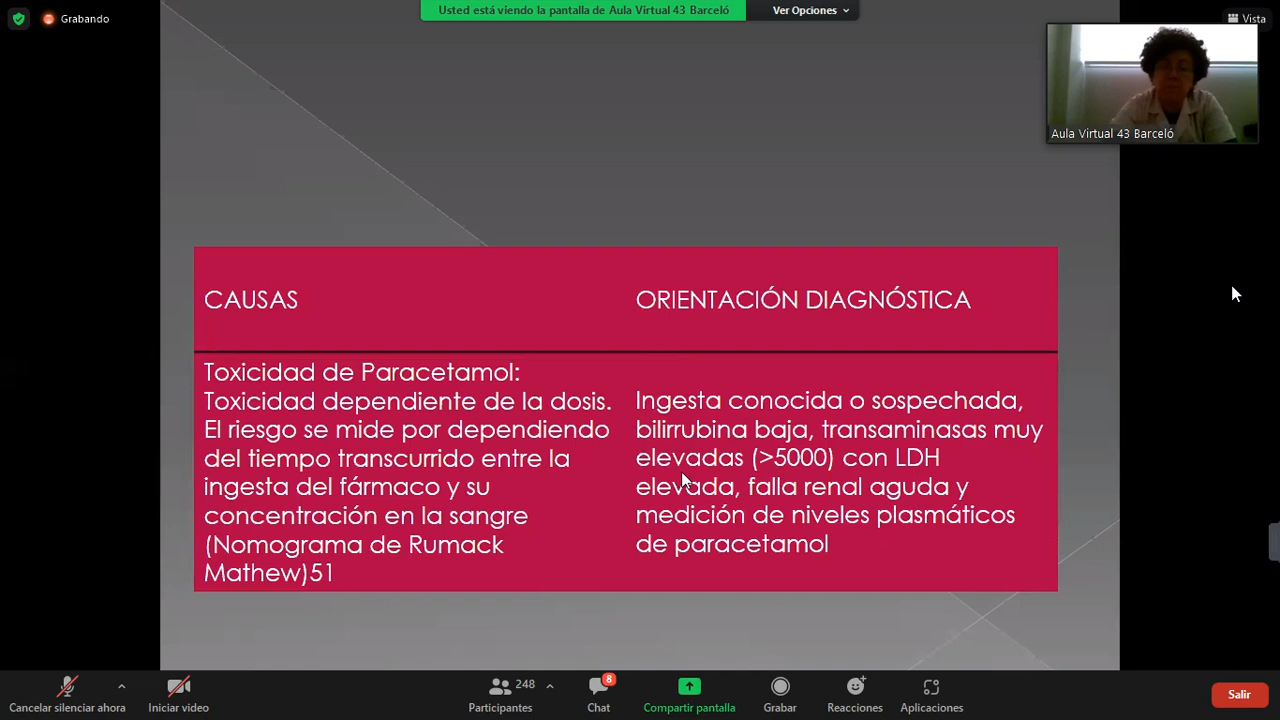 Grabando
Usted está viendo la pantalla de Aula Virtual 43 Barceló
Ver Opciones
Vista
Aula Virtual 43 Barceló
CAUSAS
ORIENTACIÓN DIAGNÓSTICA
Toxicidad de Paracetamol:
Toxicidad dependiente de la dosis.
El riesgo se mide por dependiendo
del tiempo transcurrido entre la
ingesta del fármaco y su
concentración en la sangre
(Nomograma de Rumack
Mathew)51
Ingesta conocida o sospechada,
bilirrubina baja, transaminasas muy
elevadas (>5000) con LDH
elevada, falla renal aguda y
medición de niveles plasmáticos
de paracetamol
Cancelar silenciar ahora
Iniciar video
248
Participantes
8
Chat
Compartir pantalla
Grabar
Reacciones
Aplicaciones
Salir